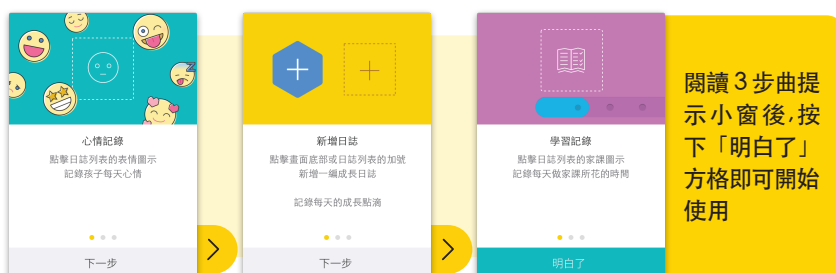 心情記錄
點擊日誌列表的表情圖示
記錄孩子每天心情
下一步
新增日誌
點擊畫面底部或日誌列表的加號
新增一編成長日誌
記錄每天的成長點滴
下一步
學習記錄
點擊日誌列表的家課圖示
記錄每天做家課所花的時間
明白了
閱讀3步曲提
示小窗後,按
下「明白了」
方格即可開始
使用